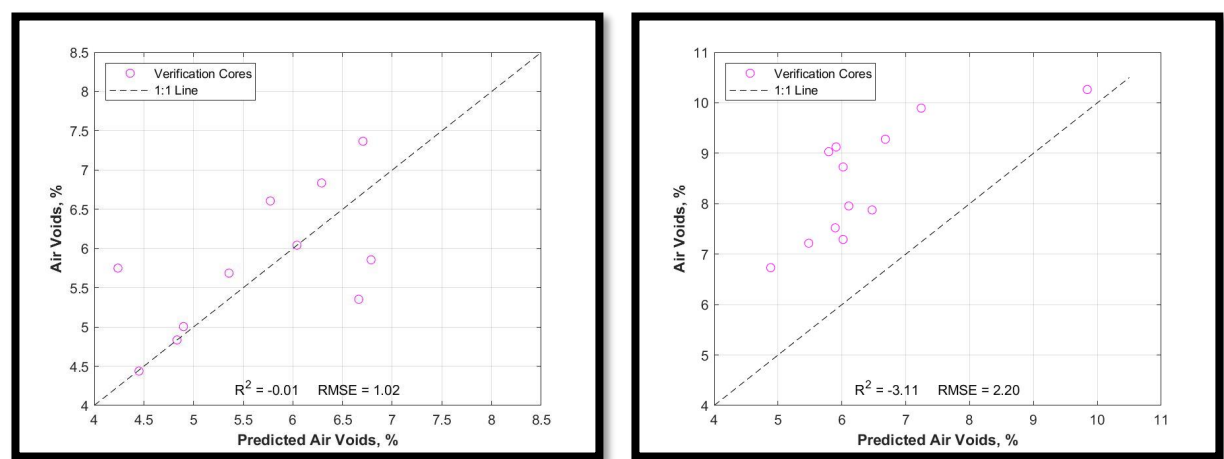 8.5
8
7.5
7
6.5
6
5.5
5
4.5
4
Air Voids, %
Verification Cores
1:1 Line
R² = -0.01 RMSE = 1.02
4 4.5 5 5.5 6 6.5 7 7.5 8 8.5
Predicted Air Voids, %
11
10
9
8
7
6
5
4
Air Voids, %
Verification Cores
1:1 Line
R² = -3.11 RMSE = 2.20
4 5 6 7 8 9 10 11
Predicted Air Voids, %